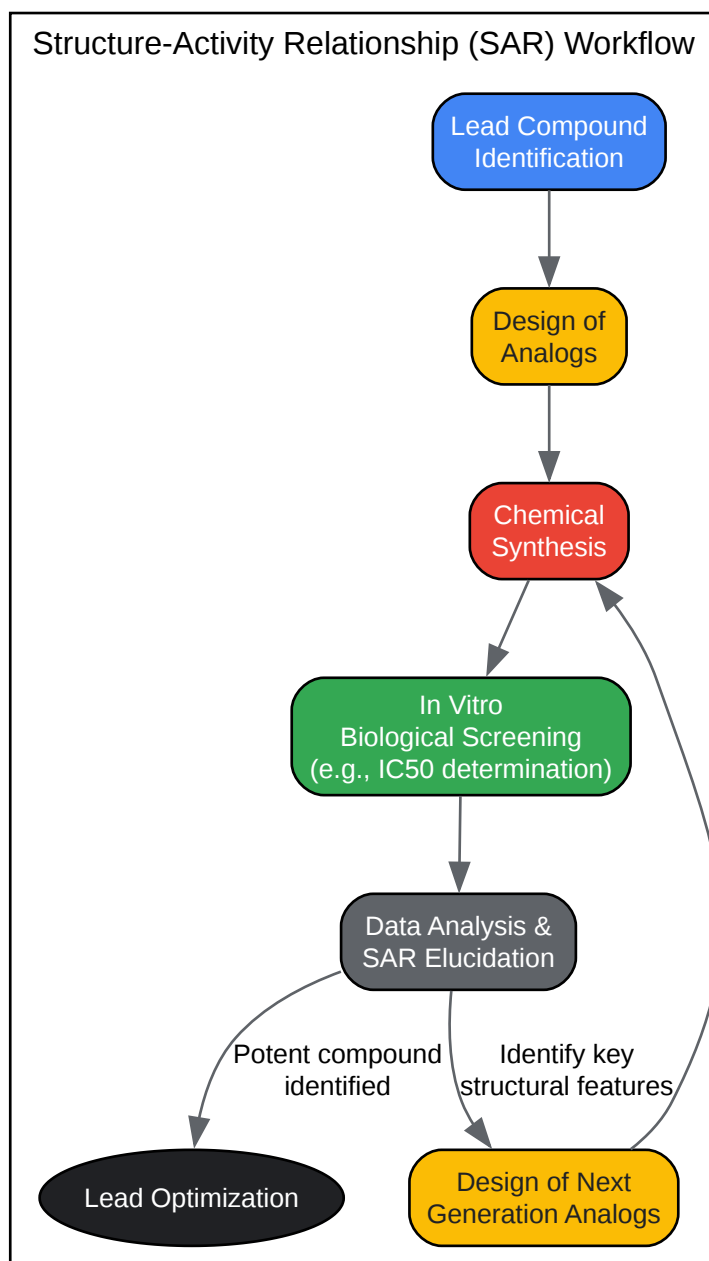 Structure-Activity Relationship (SAR) Workflow
Lead Compound
Identification
Design of
Analogs
Chemical
Synthesis
In Vitro
Biological Screening
(e.g., IC50 determination)
Data Analysis &
SAR Elucidation
Potent compound
identified
Identify key
structural features
Lead Optimization
Design of Next
Generation Analogs